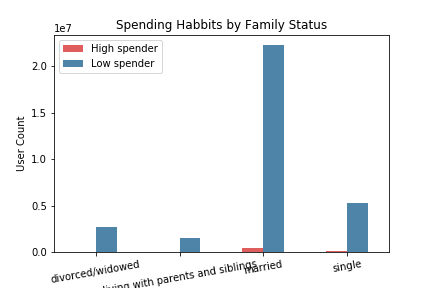 Spending Habbits by Family Status
1e7
High spender
Low spender
2.0
1.5
1.0
0.5
0.0
User Count
divorced/widowed
living with parents and siblings
married
single